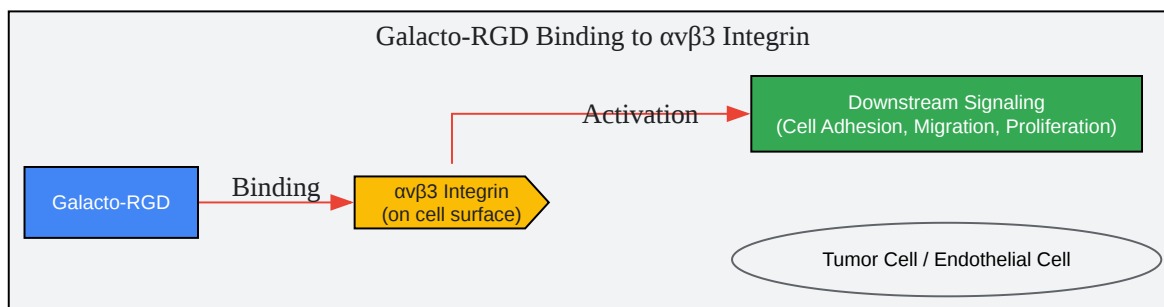 Galacto-RGD Binding to αvβ3 Integrin
Downstream Signaling
(Cell Adhesion, Migration, Proliferation)
Activation
Galacto-RGD
Binding
αvβ3 Integrin
(on cell surface)
Tumor Cell / Endothelial Cell